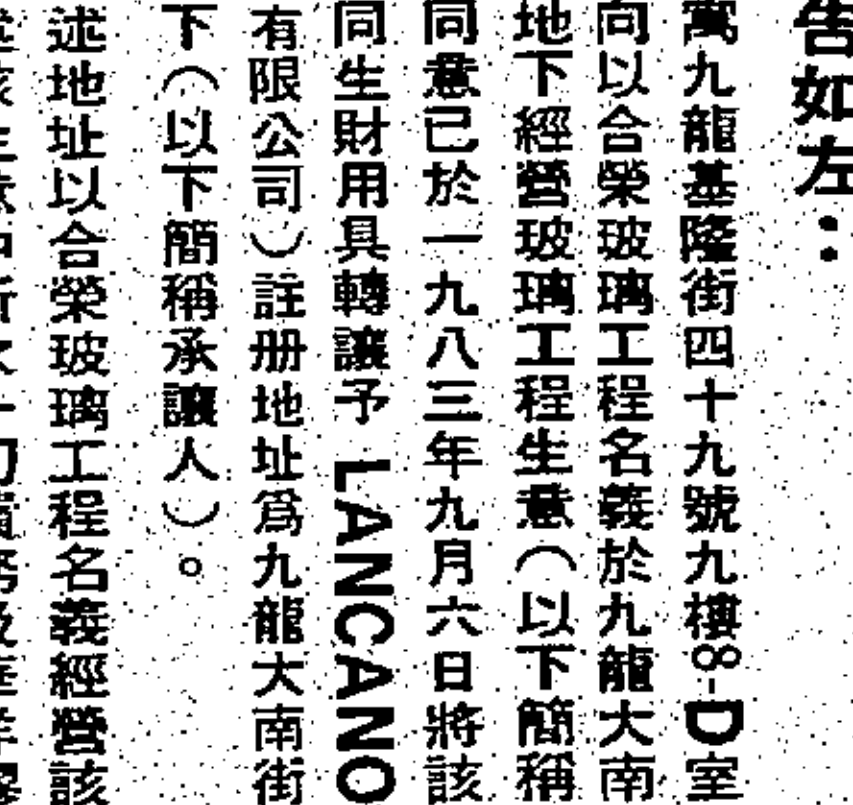 告如左：
寓九龍基隆街四十九號九樓8-D室
向以合榮玻璃工程名義於九龍大南
地下經營玻璃工程生意（以下簡稱
同意已於一九八三年九月六日將該
同生財用具轉讓予 LANCANO
有限公司）註册地址爲九龍大南街
下（以下簡稱承讓人）。
述地址以合榮玻璃工程名義經營該